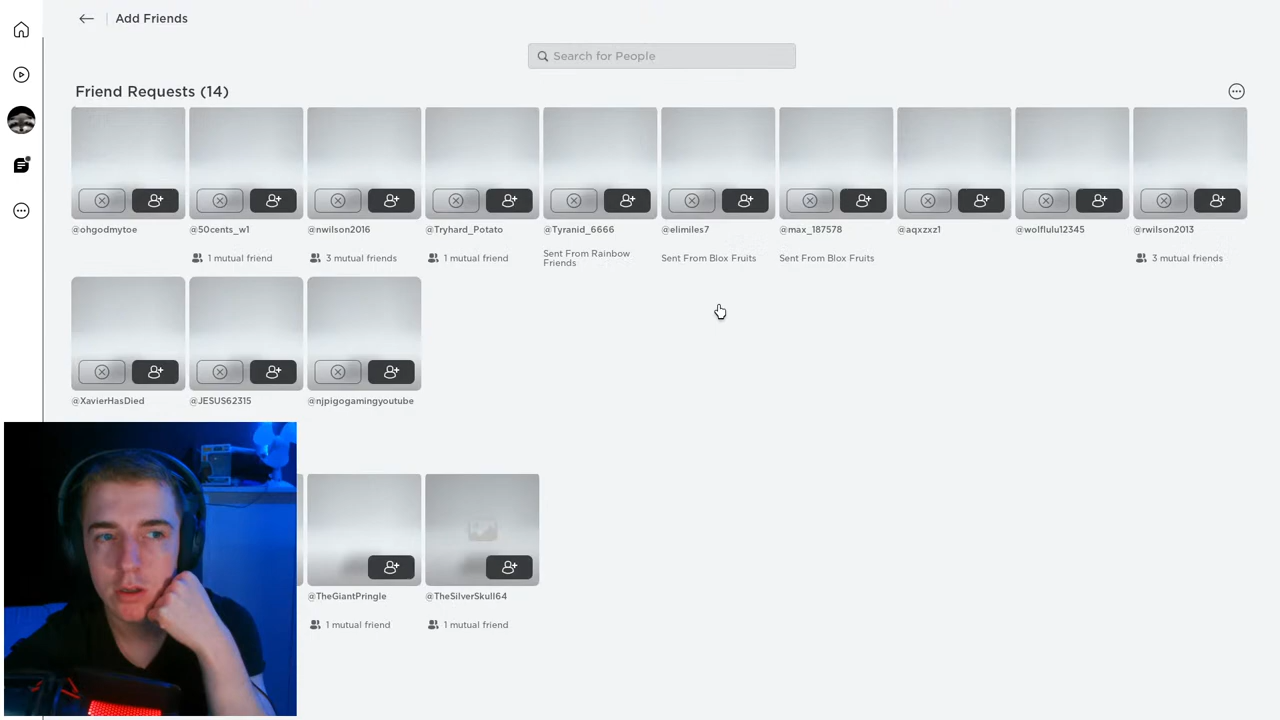 Add Friends
Search for People
Friend Requests (14)
@ohgodmytoe
@50cents_w1
1 mutual friend
@nwilson2016
3 mutual friends
@Tryhard_Potato
1 mutual friend
@Tyranid_6666
Sent From Rainbow
Friends
@elimiles7
Sent From Blox Fruits
@max_187578
Sent From Blox Fruits
@aqxzxz1
@wolflulu12345
@rwilson2013
3 mutual friends
@XavierHasDied
@JESUS62315
@njpigogamingyoutube
@TheGiantPringle
1 mutual friend
@TheSilverSkull64
1 mutual friend